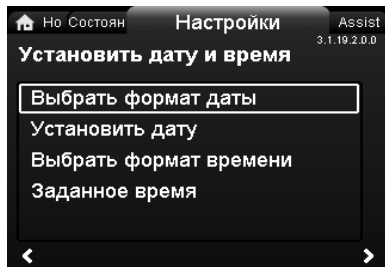 Но Состоян Настройки Assist
3.1.19.2.0.0
Установить дату и время
Выбрать формат даты
Установить дату
Выбрать формат времени
Заданное время